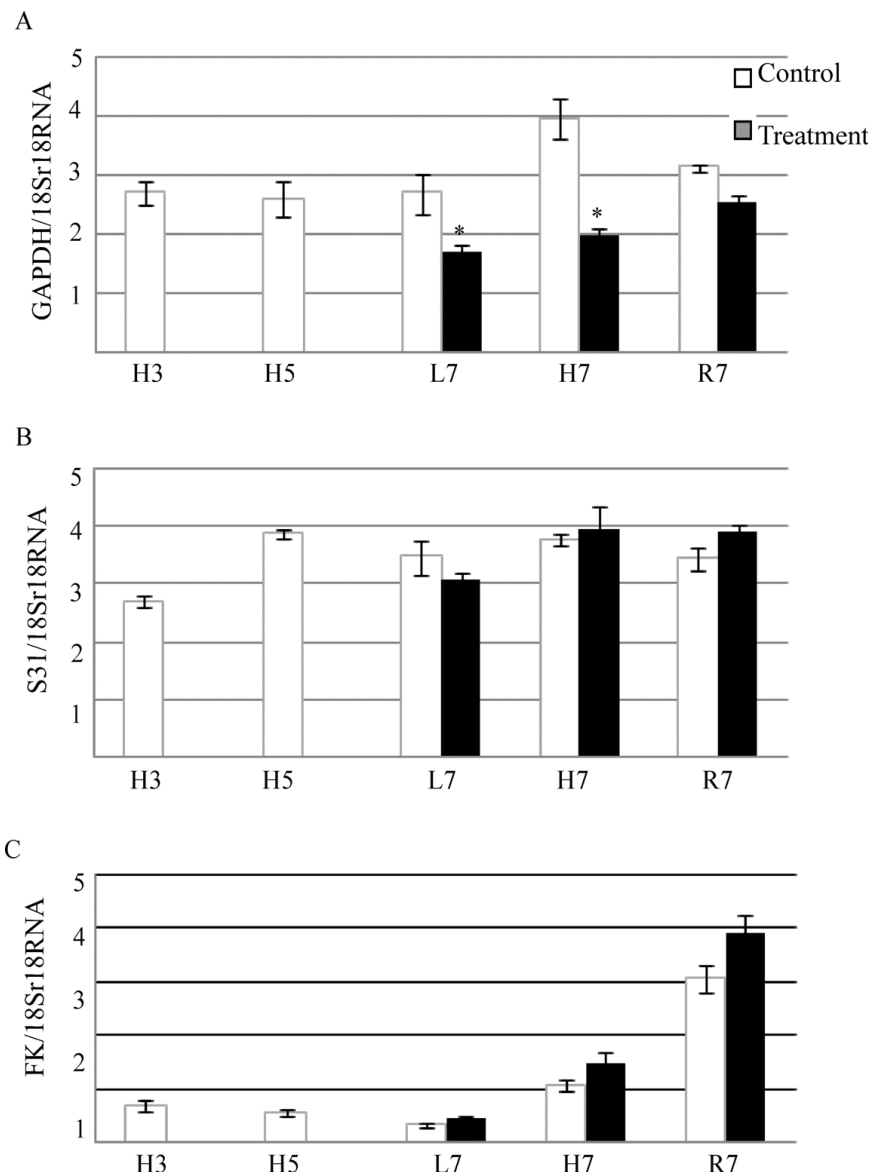 A
GAPDH/18Sr18RNA
5
4
3
2
1
Control
Treatment
*
*
H3 H5 L7 H7 R7
B
S31/18Sr18RNA
5
4
3
2
1
H3 H5 L7 H7 R7
C
FK/18Sr18RNA
5
4
3
2
1
H3 H5 L7 H7 R7